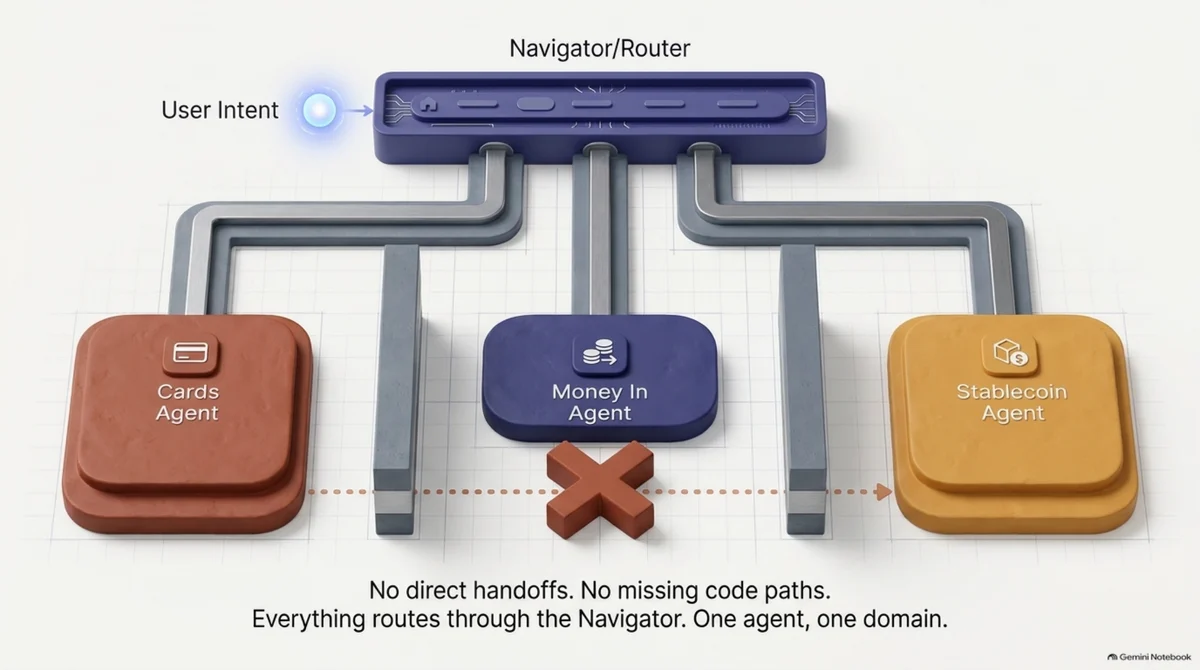 Navigator/Router
User Intent
Cards
Agent
Money In
Agent
Stablecoin
Agent
No direct handoffs. No missing code paths.
Everything routes through the Navigator. One agent, one domain.
Gemini Notebook